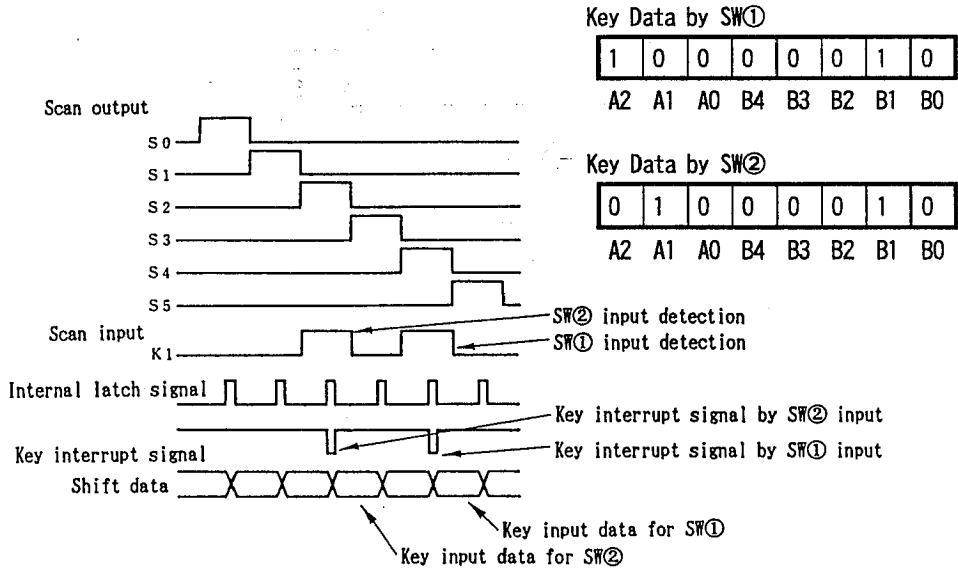 Key Data by SW①
1 0 0 0 0 0 1 0
A2 A1 A0 B4 B3 B2 B1 B0
Key Data by SW②
0 1 0 0 0 0 1 0
A2 A1 A0 B4 B3 B2 B1 B0
Scan output
S0
S1
S2
S3
S4
S5
Scan input
K1
SW② input detection
SW① input detection
Internal latch signal
Key interrupt signal by SW② input
Key interrupt signal
Key interrupt signal by SW① input
Shift data
Key input data for SW①
Key input data for SW②